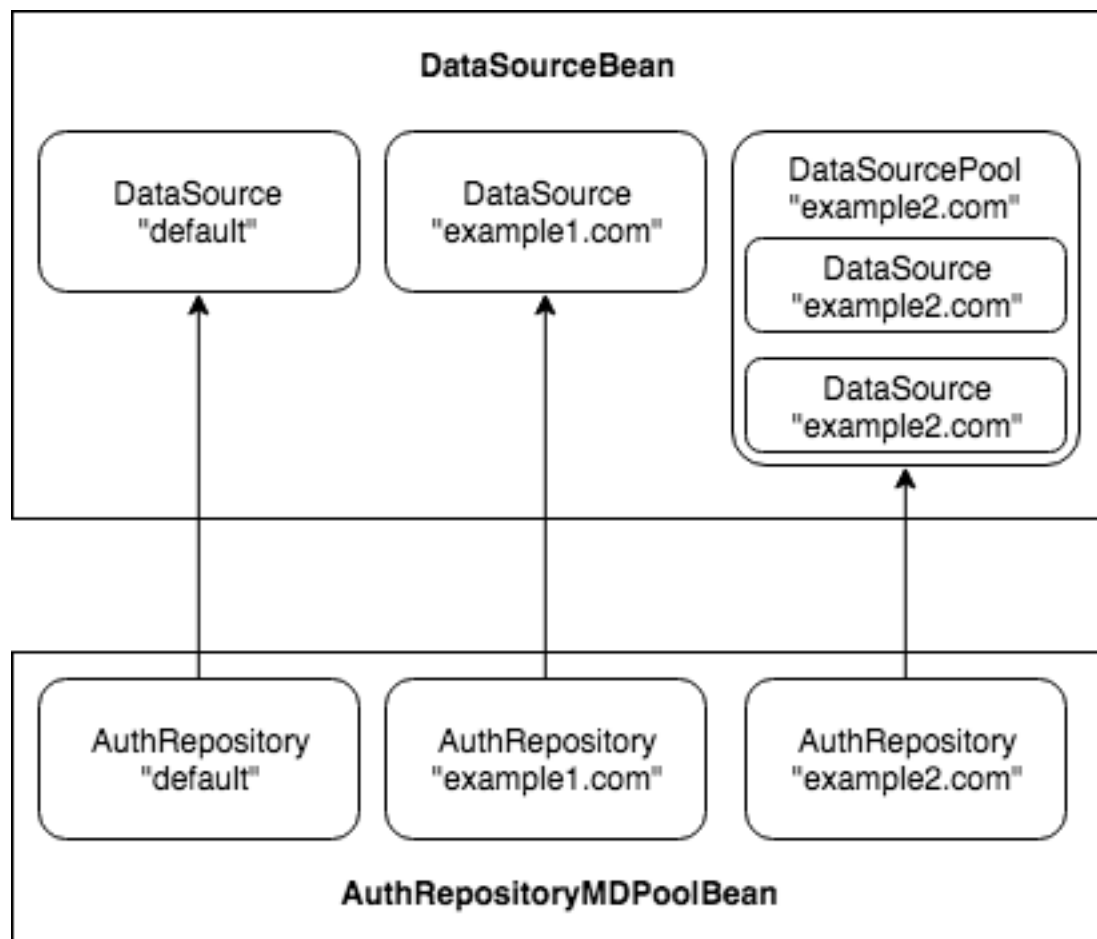 DataSourceBean
DataSource
"default"
DataSource
"example1.com"
DataSourcePool
"example2.com"
DataSource
"example2.com"
DataSource
"example2.com"
AuthRepository
"default"
AuthRepository
"example1.com"
AuthRepository
"example2.com"
AuthRepositoryMDPoolBean